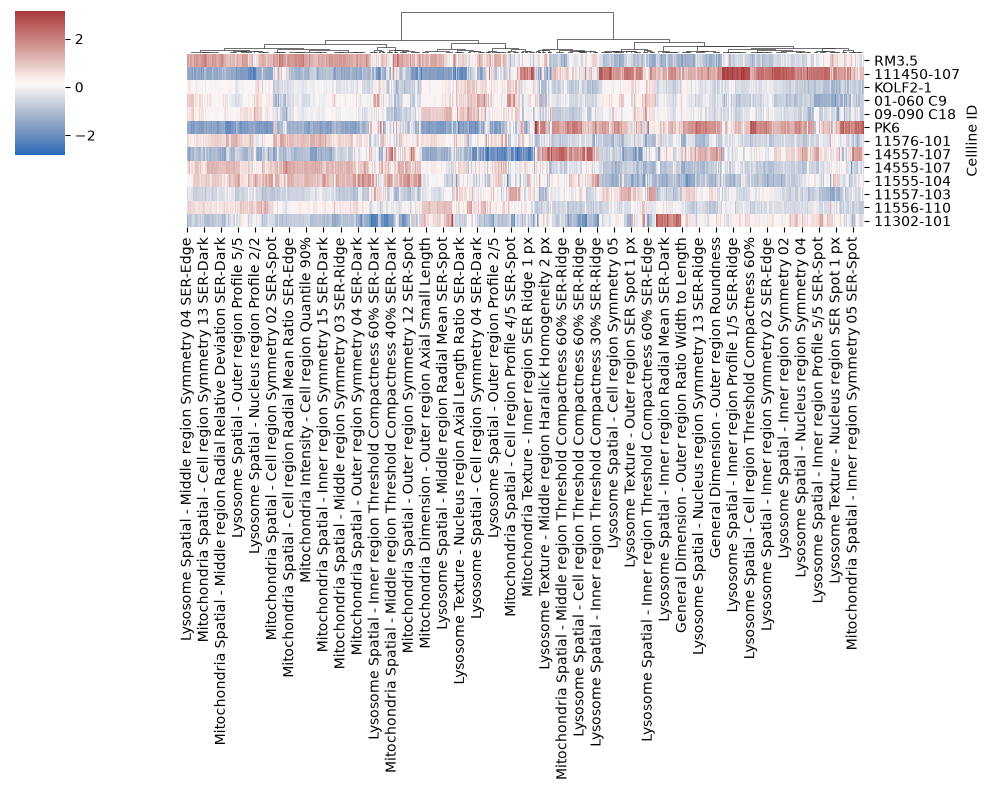 2
0
−2
RM3.5
111450-107
KOLF2-1
01-060 C9
09-090 C18
PK6
11576-101
14557-107
14555-107
11555-104
11557-103
11556-110
11302-101
Cellline ID
Lysosome Spatial - Middle region Symmetry 04 SER-Edge
Mitochondria Spatial - Cell region Symmetry 13 SER-Dark
Mitochondria Spatial - Middle region Radial Relative Deviation SER-Dark
Lysosome Spatial - Outer region Profile 5/5
Lysosome Spatial - Nucleus region Profile 2/2
Mitochondria Spatial - Cell region Symmetry 02 SER-Spot
Mitochondria Spatial - Cell region Radial Mean Ratio SER-Edge
Mitochondria Intensity - Cell region Quantile 90%
Mitochondria Spatial - Inner region Symmetry 15 SER-Dark
Mitochondria Spatial - Middle region Symmetry 03 SER-Ridge
Mitochondria Spatial - Outer region Symmetry 04 SER-Dark
Lysosome Spatial - Inner region Threshold Compactness 60% SER-Dark
Mitochondria Spatial - Middle region Threshold Compactness 40% SER-Dark
Mitochondria Spatial - Outer region Symmetry 12 SER-Spot
Mitochondria Dimension - Outer region Axial Small Length
Lysosome Spatial - Middle region Radial Mean SER-Spot
Lysosome Texture - Nucleus region Axial Length Ratio SER-Dark
Lysosome Spatial - Cell region Symmetry 04 SER-Dark
Mitochondria Spatial - Outer region Profile 2/5
Mitochondria Spatial - Cell region Profile 4/5 SER-Spot
Mitochondria Texture - Inner region SER Ridge 1 px
Lysosome Texture - Middle region Haralick Homogeneity 2 px
Mitochondria Spatial - Middle region Threshold Compactness 60% SER-Ridge
Lysosome Spatial - Cell region Threshold Compactness 60% SER-Ridge
Lysosome Spatial - Inner region Threshold Compactness 30% SER-Ridge
Lysosome Spatial - Cell region Symmetry 05
Lysosome Texture - Outer region SER Spot 1 px
Lysosome Spatial - Inner region Threshold Compactness 60% SER-Edge
Lysosome Spatial - Inner region Radial Mean SER-Dark
General Dimension - Outer region Ratio Width to Length
Lysosome Spatial - Nucleus region Symmetry 13 SER-Ridge
General Dimension - Outer region Roundness
Lysosome Spatial - Inner region Profile 1/5 SER-Ridge
Lysosome Spatial - Cell region Threshold Compactness 60%
Lysosome Spatial - Inner region Symmetry 02 SER-Edge
Lysosome Spatial - Inner region Symmetry 02
Lysosome Spatial - Nucleus region Symmetry 04
Lysosome Spatial - Inner region Profile 5/5 SER-Spot
Lysosome Texture - Nucleus region SER Spot 1 px
Mitochondria Spatial - Inner region Symmetry 05 SER-Spot